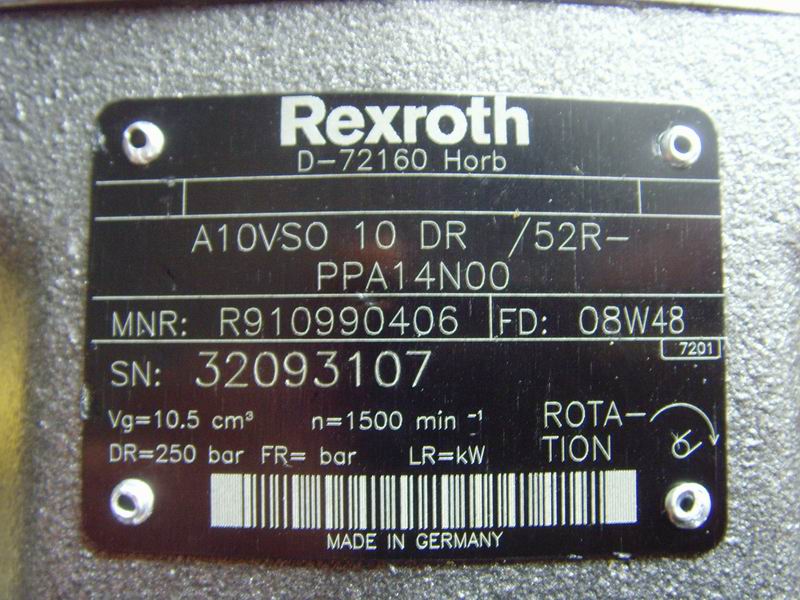 Rexroth
D-72160 Horb
A10VSO 10 DR /52R-
PPA14N00
MNR: R910990406 FD: 08W48
7201
SN: 32093107
Vg=10.5 cm³ n=1500 min⁻¹ ROTA-
DR=250 bar FR= bar LR=kW TION
MADE IN GERMANY